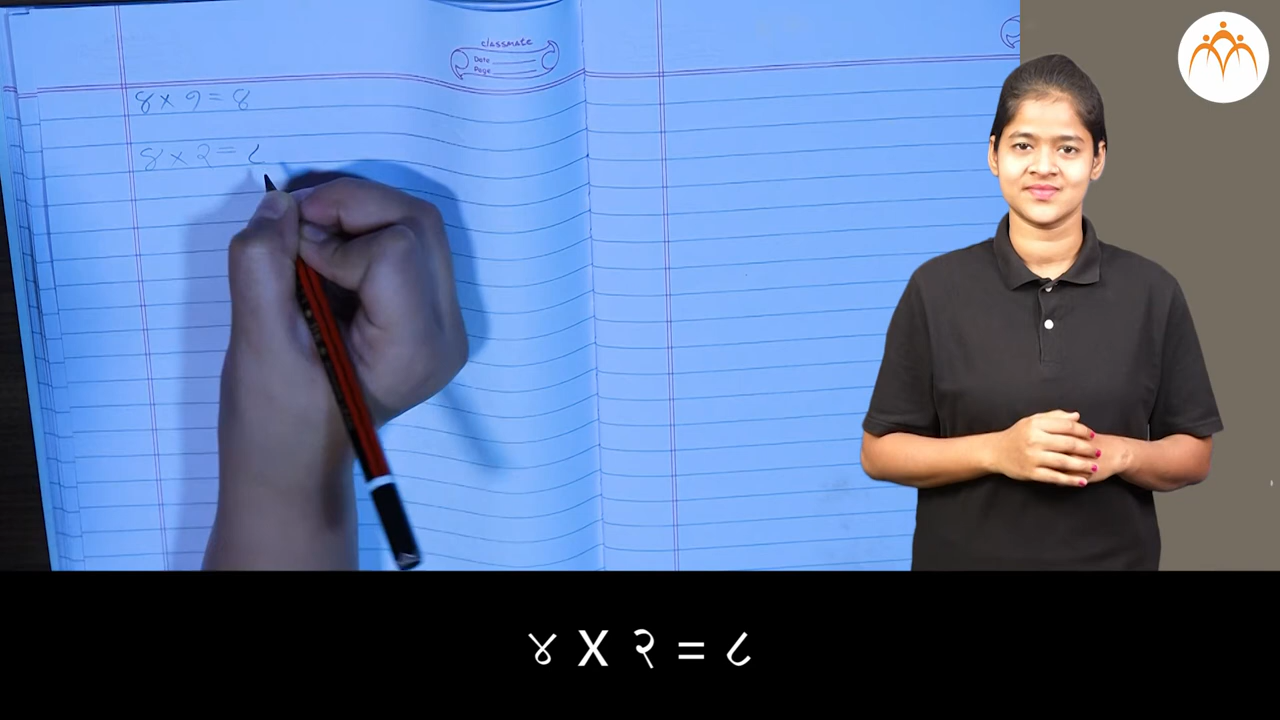 classmate
Date
Page
४ × १ = ४
४ × २ = ८
४ X २ = ८